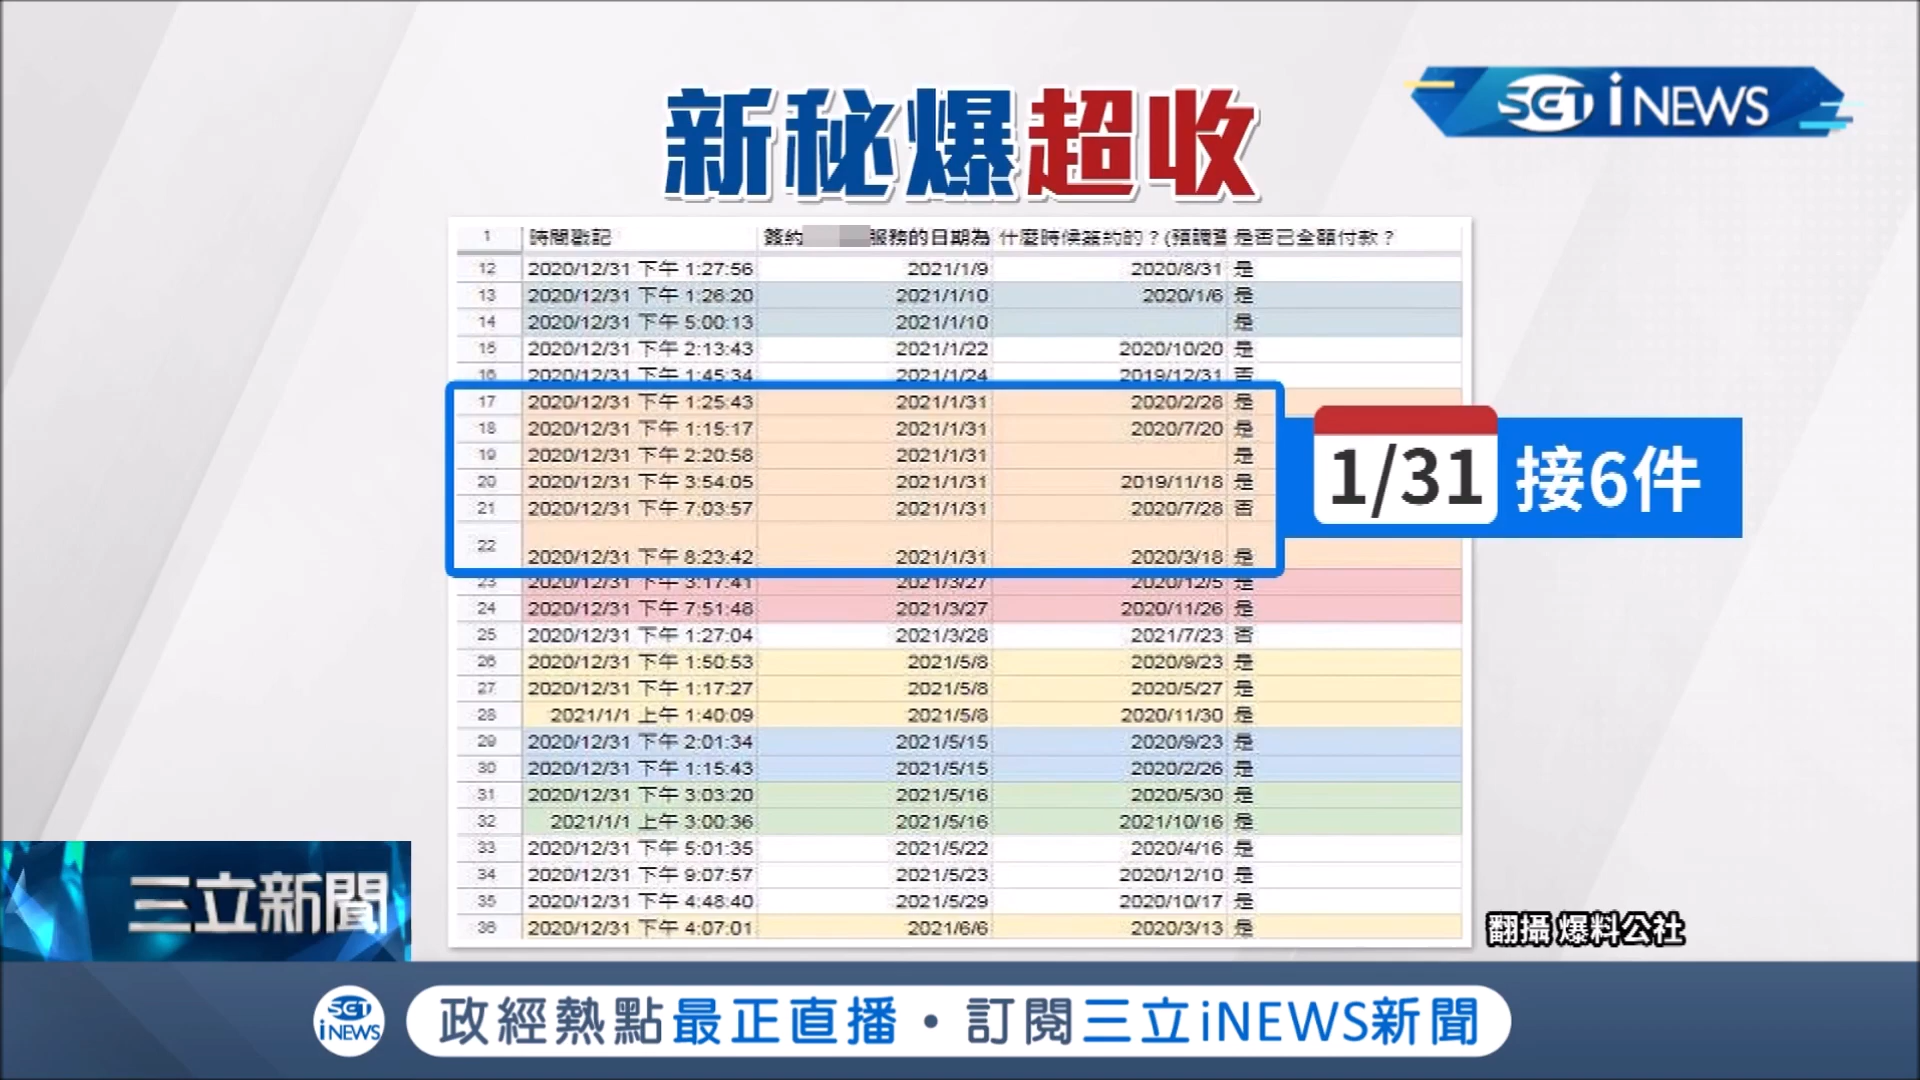 新秘爆超收
SET iNEWS
1 時間戳記 簽約 服務的日期為 什麼時候簽約的？(預調 是否已全額付款？
12 2020/12/31 下午 1:27:56 2021/1/9 2020/8/31 是
13 2020/12/31 下午 1:26:20 2021/1/10 2020/1/6 是
14 2020/12/31 下午 5:00:13 2021/1/10 是
15 2020/12/31 下午 2:13:43 2021/1/22 2020/10/20 是
16 2020/12/31 下午 1:45:34 2021/1/24 2019/12/31 否
17 2020/12/31 下午 1:25:43 2021/1/31 2020/2/28 是
18 2020/12/31 下午 1:15:17 2021/1/31 2020/7/20 是
19 2020/12/31 下午 2:20:58 2021/1/31 是
20 2020/12/31 下午 3:54:05 2021/1/31 2019/11/18 是
21 2020/12/31 下午 7:03:57 2021/1/31 2020/7/28 否
22 2020/12/31 下午 8:23:42 2021/1/31 2020/3/18 是
1/31 接6件
23 2020/12/31 下午 3:17:41 2021/3/27 2020/12/5 是
24 2020/12/31 下午 7:51:48 2021/3/27 2020/11/26 是
25 2020/12/31 下午 1:27:04 2021/3/28 2021/7/23 否
26 2020/12/31 下午 1:50:53 2021/5/8 2020/9/23 是
27 2020/12/31 下午 1:17:27 2021/5/8 2020/5/27 是
28 2021/1/1 上午 1:40:09 2021/5/8 2020/11/30 是
29 2020/12/31 下午 2:01:34 2021/5/15 2020/9/23 是
30 2020/12/31 下午 1:15:43 2021/5/15 2020/2/26 是
31 2020/12/31 下午 3:03:20 2021/5/16 2020/5/30 是
32 2021/1/1 上午 3:00:36 2021/5/16 2021/10/16 是
33 2020/12/31 下午 5:01:35 2021/5/22 2020/4/16 是
34 2020/12/31 下午 9:07:57 2021/5/23 2020/12/10 是
35 2020/12/31 下午 4:48:40 2021/5/29 2020/10/17 是
36 2020/12/31 下午 4:07:01 2021/6/6 2020/3/13 是
三立新聞
翻攝 爆料公社
SET iNEWS
政經熱點最正直播・訂閱三立iNEWS新聞